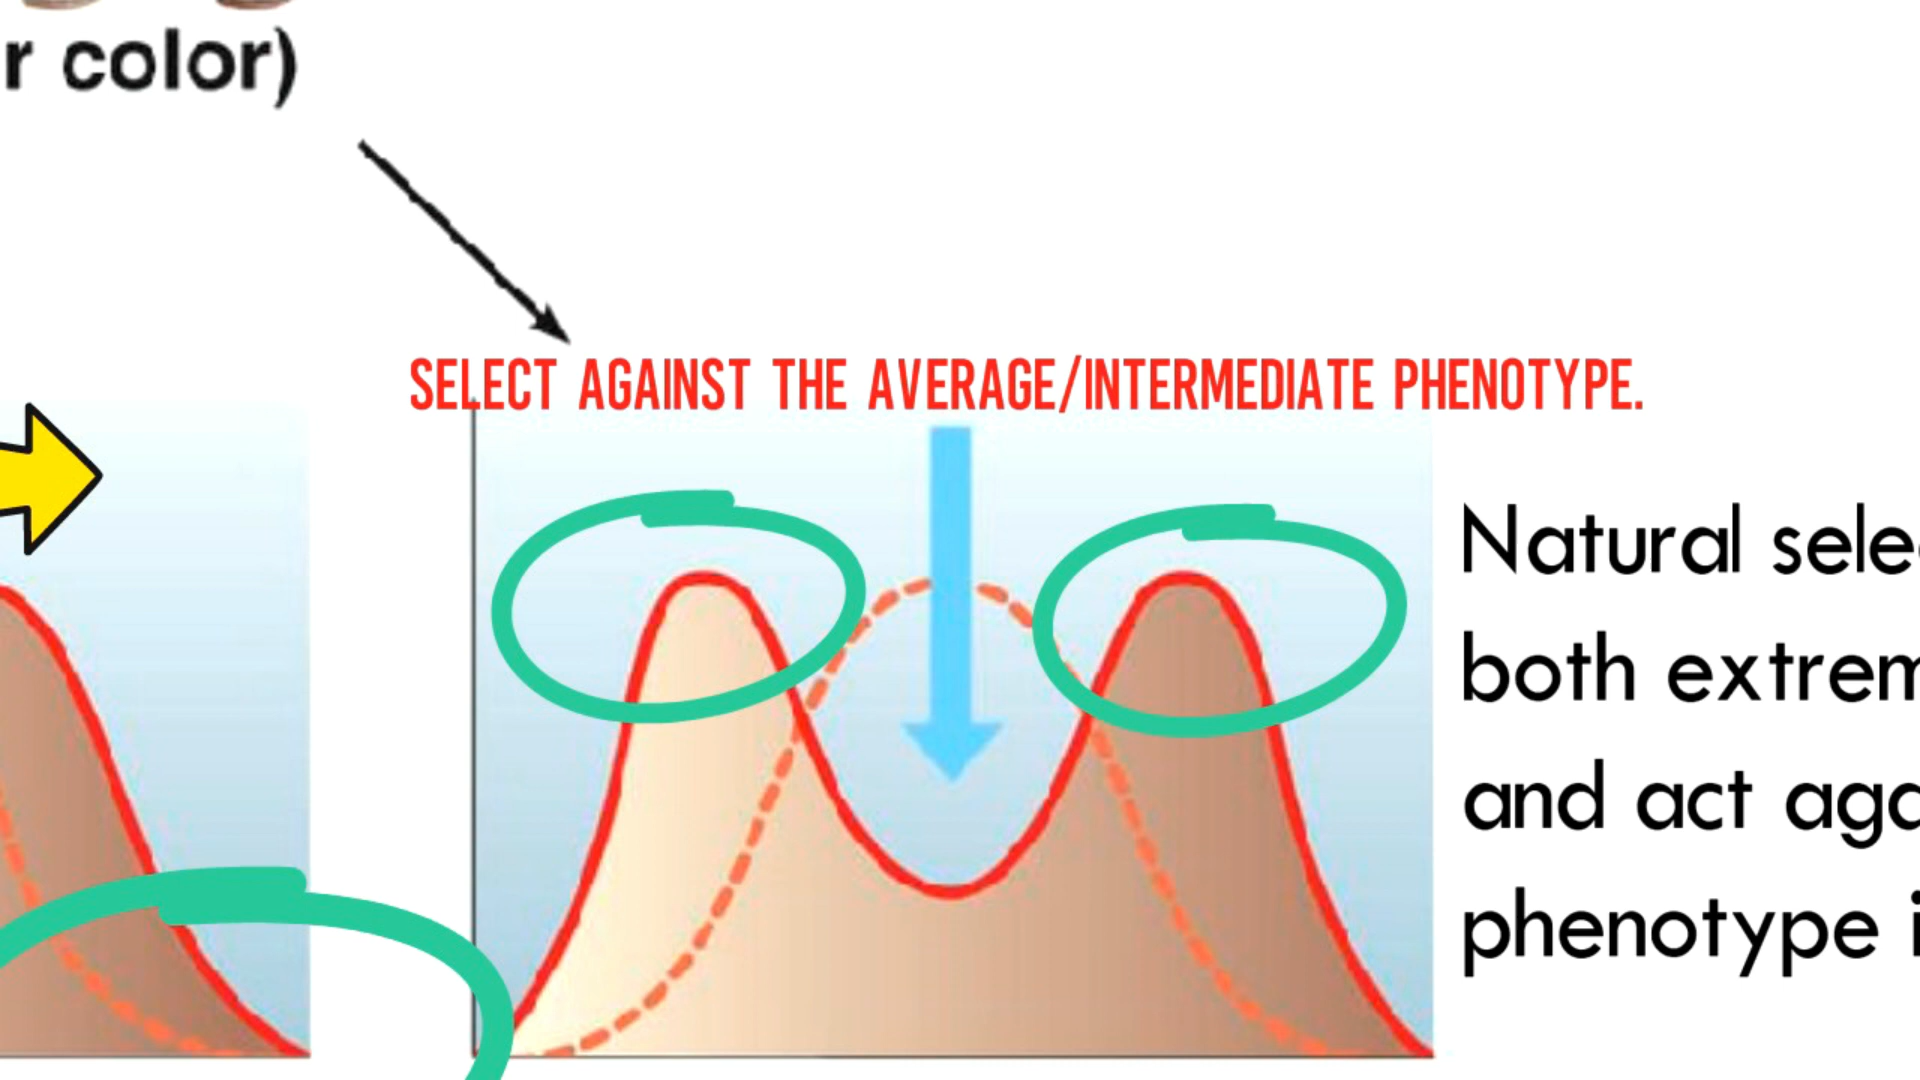 r color)
SELECT AGAINST THE AVERAGE/INTERMEDIATE PHENOTYPE.
Natural sele
both extrem
and act aga
phenotype i